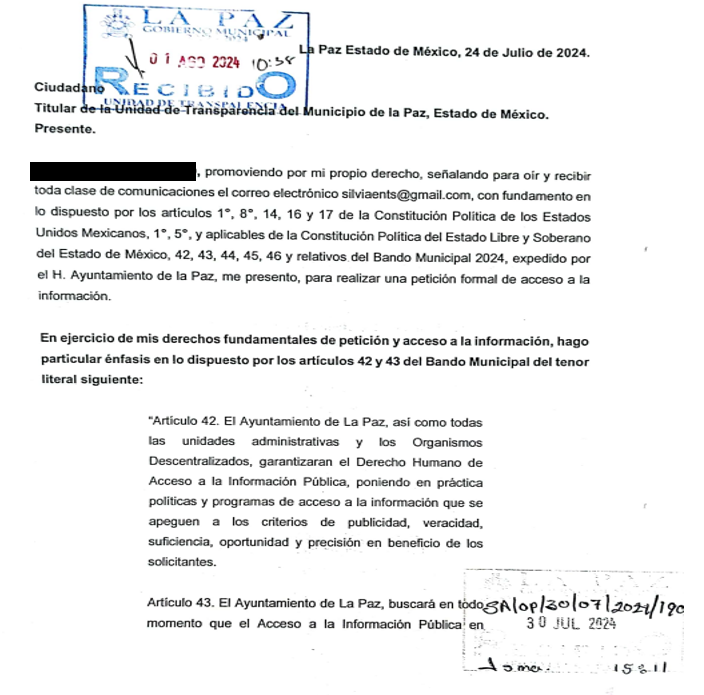 LA PAZ
GOBIERNO MUNICIPAL
01 AGO 2024 10:58
RECIBIDO
UNIDAD DE TRANSPARENCIA
La Paz Estado de México, 24 de Julio de 2024.
Ciudadano
Titular de la Unidad de Transparencia del Municipio de la Paz, Estado de México.
Presente.
, promoviendo por mi propio derecho, señalando para oír y recibir
toda clase de comunicaciones el correo electrónico silviaents@gmail.com, con fundamento en
lo dispuesto por los artículos 1°, 8°, 14, 16 y 17 de la Constitución Política de los Estados
Unidos Mexicanos, 1°, 5°, y aplicables de la Constitución Política del Estado Libre y Soberano
del Estado de México, 42, 43, 44, 45, 46 y relativos del Bando Municipal 2024, expedido por
el H. Ayuntamiento de la Paz, me presento, para realizar una petición formal de acceso a la
información.
En ejercicio de mis derechos fundamentales de petición y acceso a la información, hago
particular énfasis en lo dispuesto por los artículos 42 y 43 del Bando Municipal del tenor
literal siguiente:
"Artículo 42. El Ayuntamiento de La Paz, así como todas
las unidades administrativas y los Organismos
Descentralizados, garantizaran el Derecho Humano de
Acceso a la Información Pública, poniendo en práctica
políticas y programas de acceso a la información que se
apeguen a los criterios de publicidad, veracidad,
suficiencia, oportunidad y precisión en beneficio de los
solicitantes.
Artículo 43. El Ayuntamiento de La Paz, buscará en todo
momento que el Acceso a la Información Pública en
LA PAZ
SA/OP/30/07/2024/190
30 JUL 2024